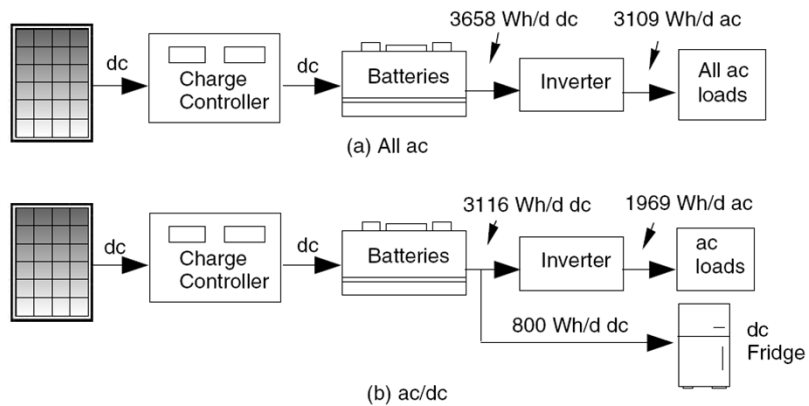 3658 Wh/d dc
3109 Wh/d ac
dc
Charge
Controller
dc
Batteries
Inverter
All ac
loads
(a) All ac
3116 Wh/d dc
1969 Wh/d ac
dc
Charge
Controller
dc
Batteries
Inverter
ac
loads
800 Wh/d dc
dc
Fridge
(b) ac/dc